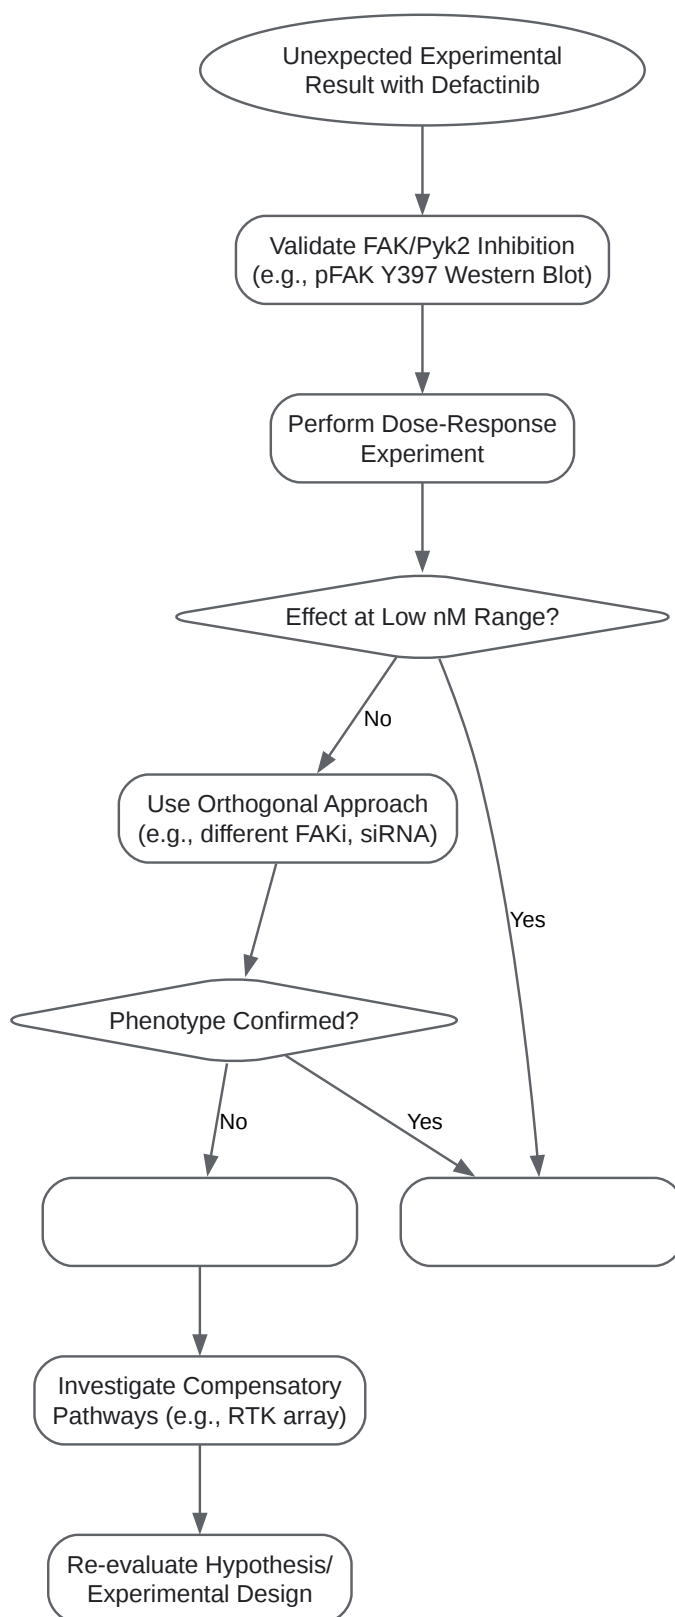 Unexpected Experimental
Result with Defactinib
Validate FAK/Pyk2 Inhibition
(e.g., pFAK Y397 Western Blot)
Perform Dose-Response
Experiment
Effect at Low nM Range?
No
Use Orthogonal Approach
(e.g., different FAKi, siRNA)
Yes
Phenotype Confirmed?
No
Yes
Investigate Compensatory
Pathways (e.g., RTK array)
Re-evaluate Hypothesis/
Experimental Design